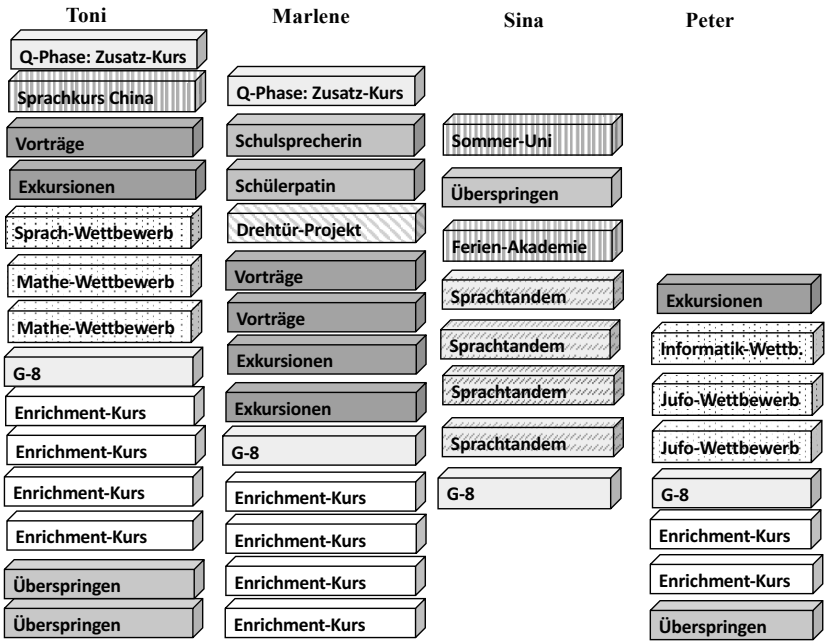 Toni
Q-Phase: Zusatz-Kurs
Sprachkurs China
Vorträge
Exkursionen
Sprach-Wettbewerb
Mathe-Wettbewerb
Mathe-Wettbewerb
G-8
Enrichment-Kurs
Enrichment-Kurs
Enrichment-Kurs
Enrichment-Kurs
Überspringen
Überspringen
Marlene
Q-Phase: Zusatz-Kurs
Schulsprecherin
Schülerpatin
Drehtür-Projekt
Vorträge
Vorträge
Exkursionen
Exkursionen
G-8
Enrichment-Kurs
Enrichment-Kurs
Enrichment-Kurs
Enrichment-Kurs
Sina
Sommer-Uni
Überspringen
Ferien-Akademie
Sprachtandem
Sprachtandem
Sprachtandem
Sprachtandem
G-8
Peter
Exkursionen
Informatik-Wettb.
Jufo-Wettbewerb
Jufo-Wettbewerb
G-8
Enrichment-Kurs
Enrichment-Kurs
Überspringen